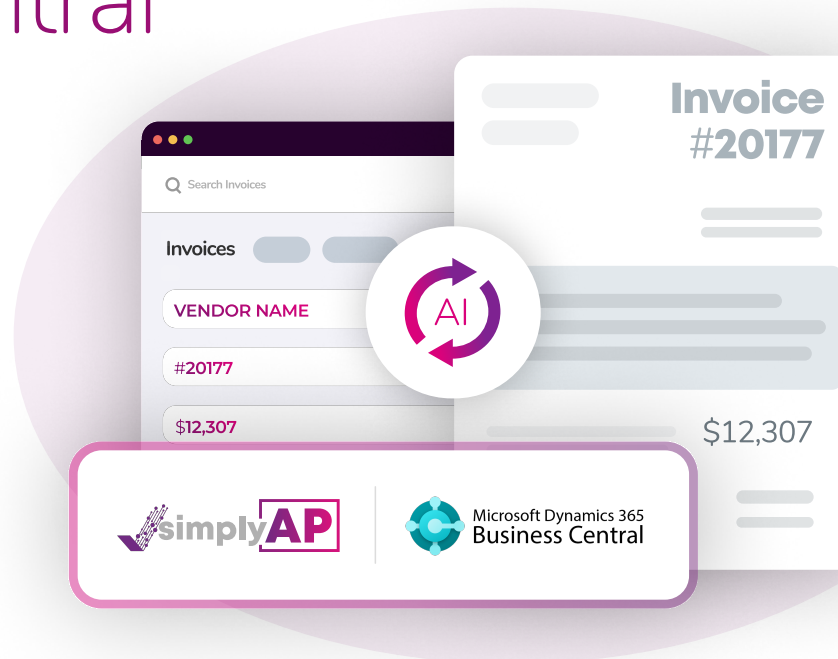 Invoice
#20177
Search Invoices
Invoices
VENDOR NAME
AI
#20177
$12,307
$12,307
simplyAP
Microsoft Dynamics 365
Business Central